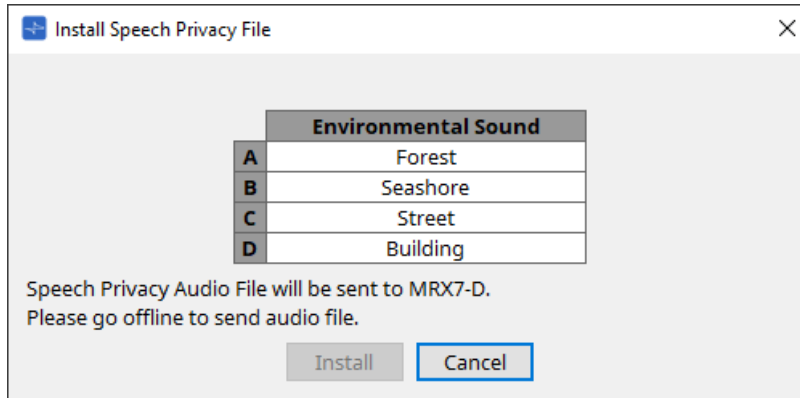 Install Speech Privacy File
Environmental Sound
A Forest
B Seashore
C Street
D Building
Speech Privacy Audio File will be sent to MRX7-D.
Please go offline to send audio file.
Install Cancel